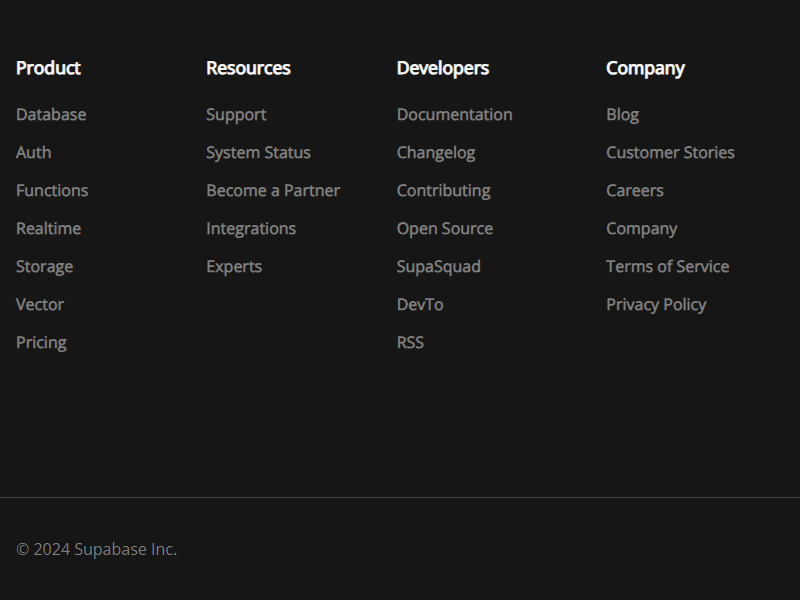 Product
Database
Auth
Functions
Realtime
Storage
Vector
Pricing
Resources
Support
System Status
Become a Partner
Integrations
Experts
Developers
Documentation
Changelog
Contributing
Open Source
SupaSquad
DevTo
RSS
Company
Blog
Customer Stories
Careers
Company
Terms of Service
Privacy Policy
© 2024 Supabase Inc.